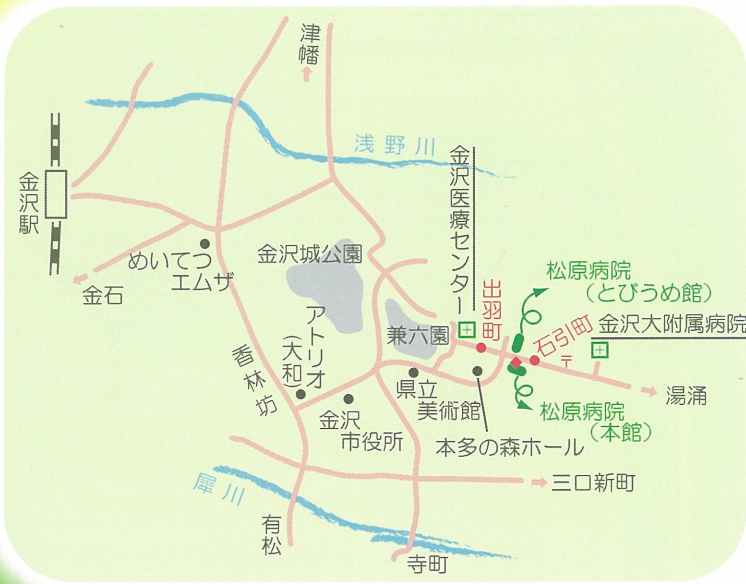 津幡
浅野川
金沢駅
金沢医療センター
めいてつ
エムザ
金石
金沢城公園
松原病院
（とびうめ館）
出羽町
石引町
〒
金沢大附属病院
アトリオ
（大和）
兼六園
香林坊
県立
美術館
湯涌
松原病院
（本館）
金沢
市役所
本多の森ホール
犀川
三口新町
有松
寺町